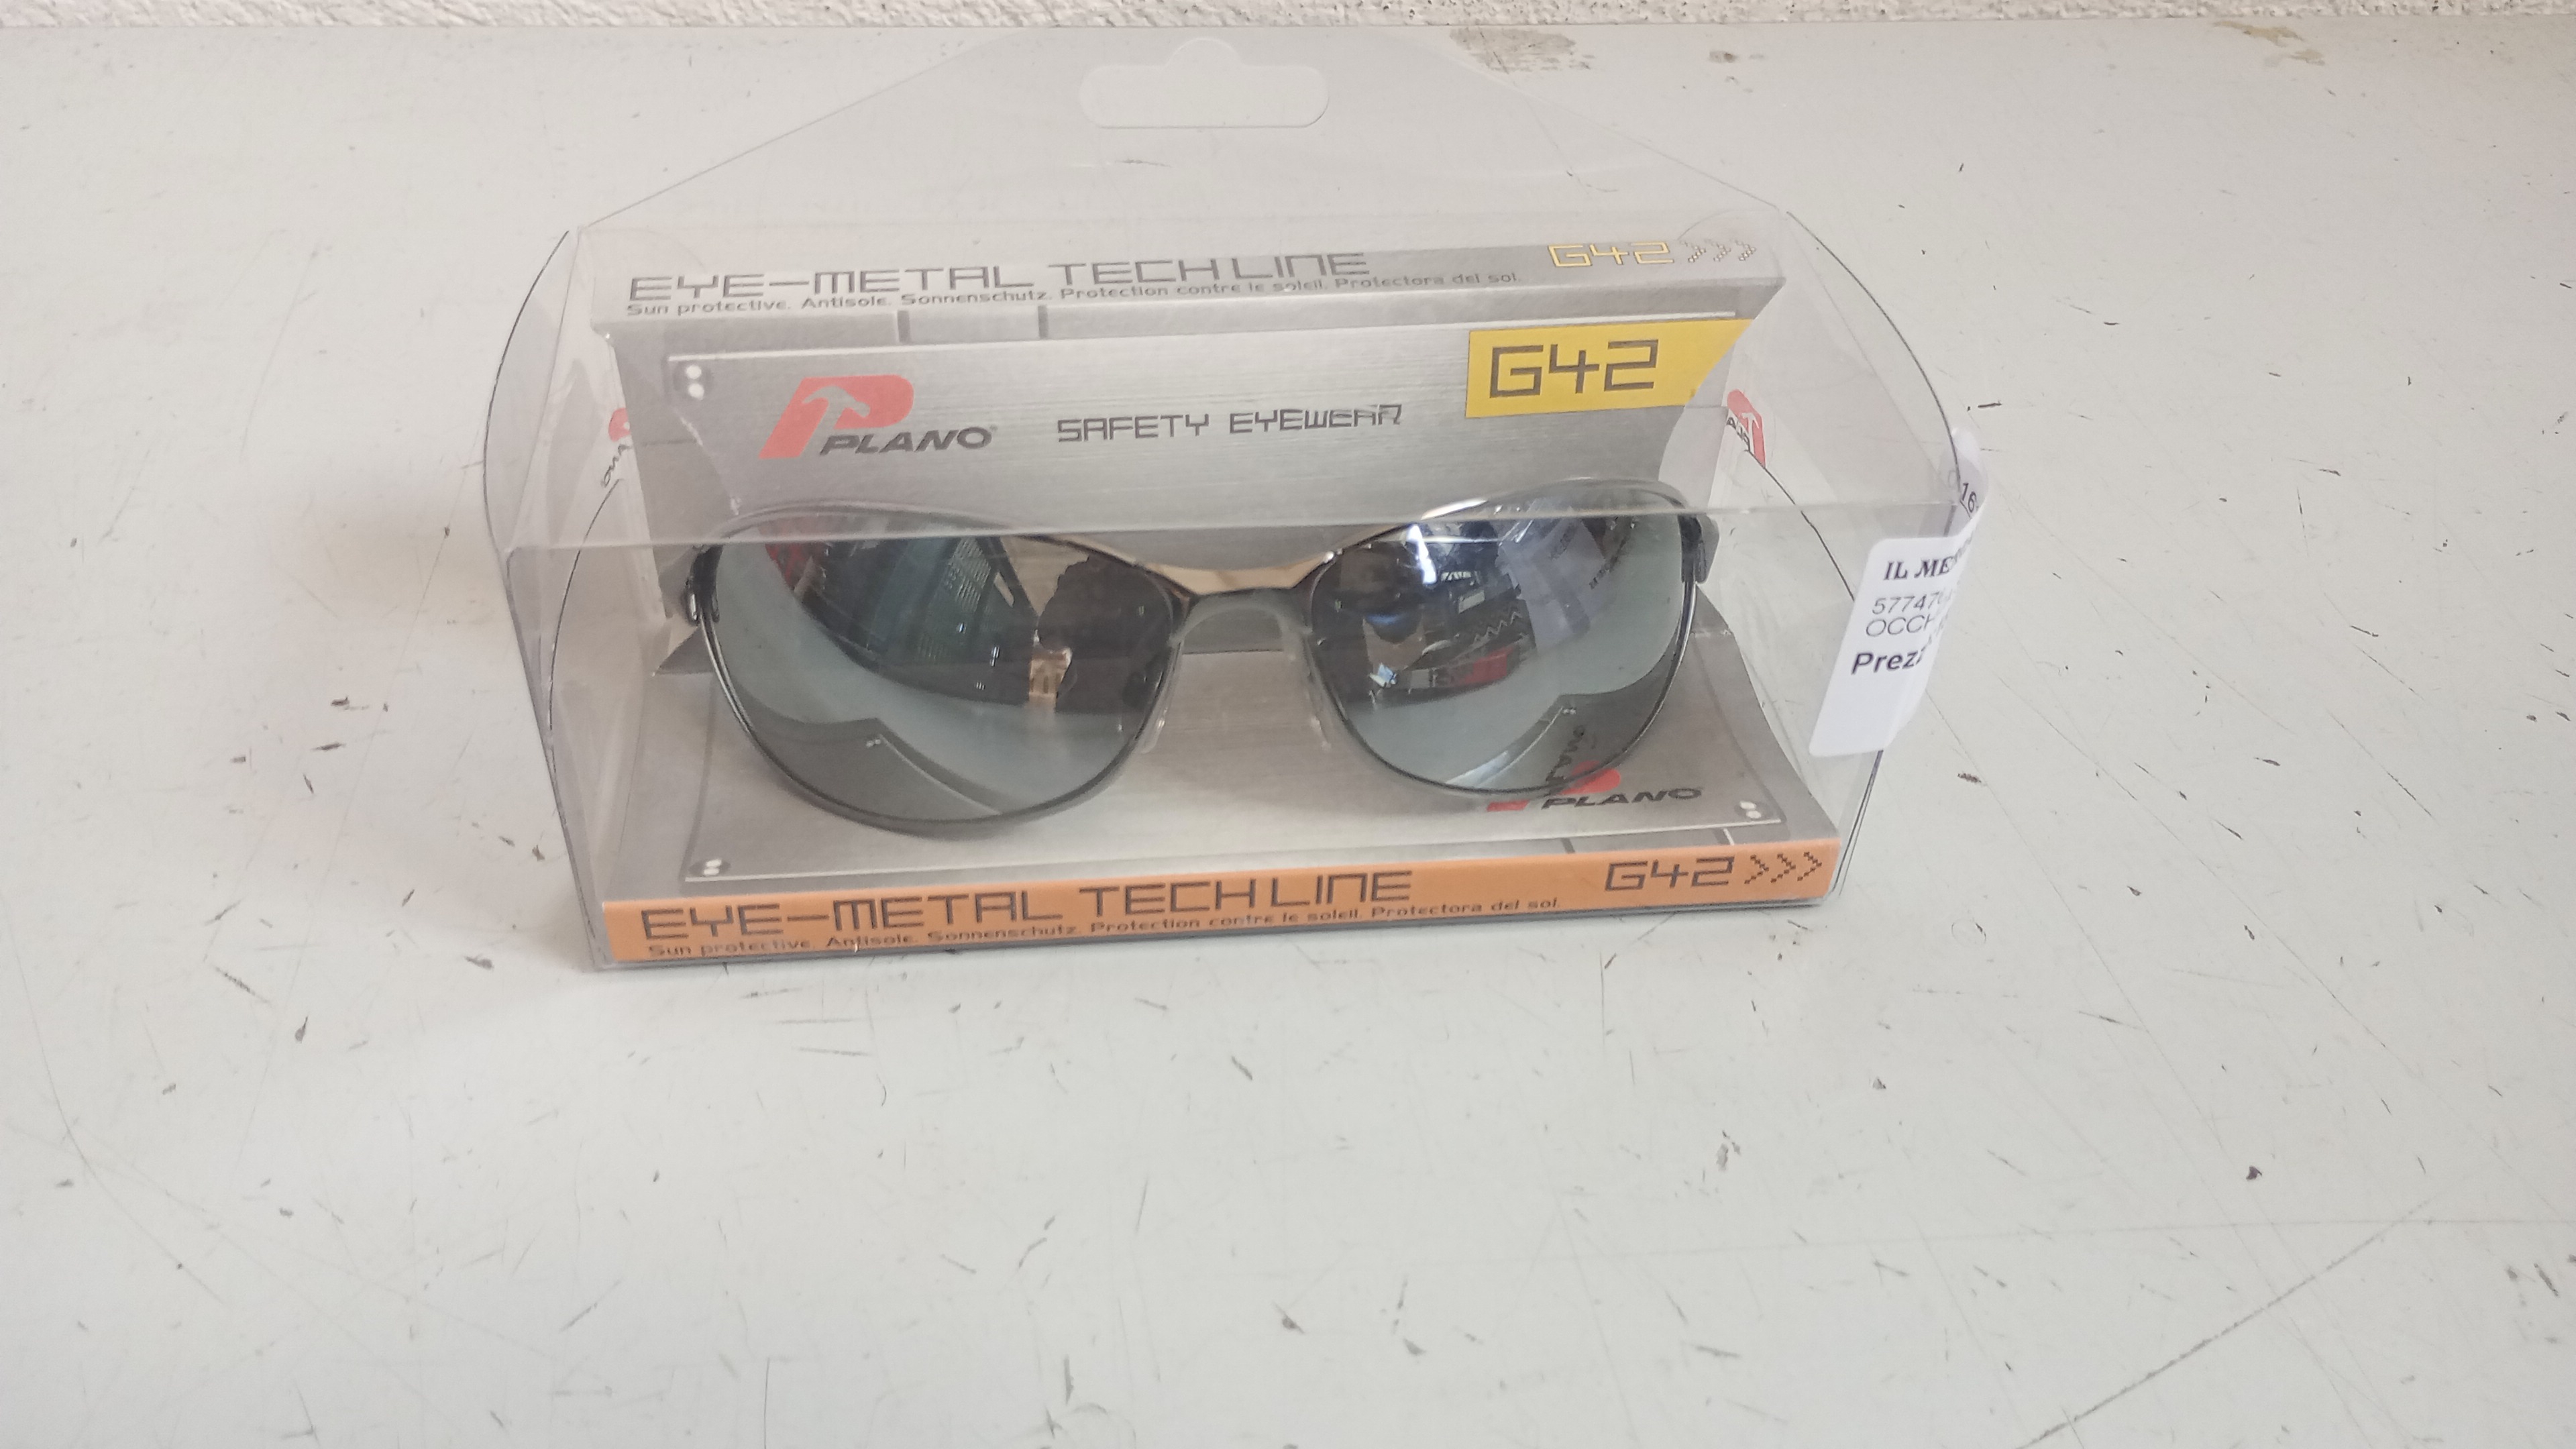 EYE-METAL TECH LINE G42 >>>
Sun protective. Antisole. Sonnenschutz. Protection contre le soleil. Protectora del sol.
G42
PLANO
SAFETY EYEWEAR
IL
PLANO
EYE-METAL TECH LINE G42 >>>
Sun protective. Antisole. Sonnenschutz. Protection contre le soleil. Protectora del sol.